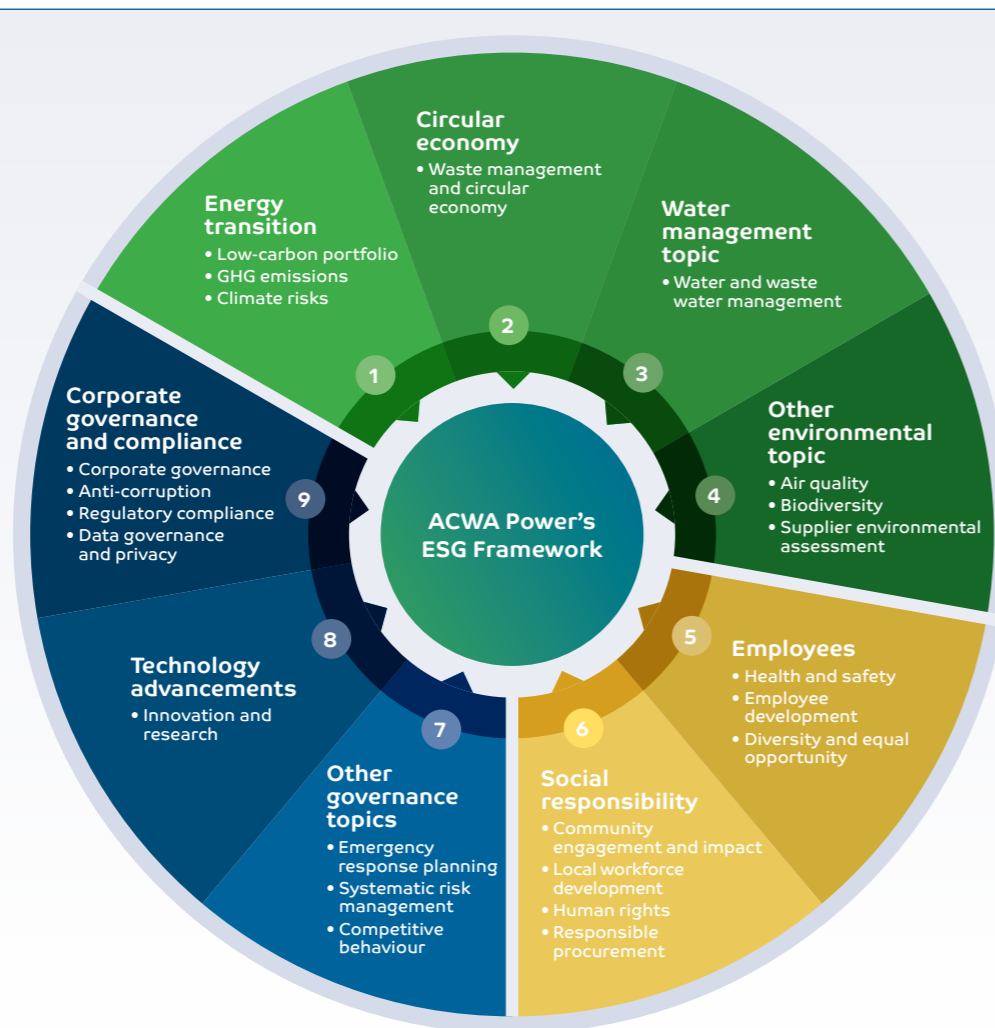 Energy
transition
• Low-carbon portfolio
• GHG emissions
• Climate risks
1
Circular
economy
• Waste management
and circular
economy
2
Water
management
topic
• Water and waste
water management
3
Other
environmental
topic
• Air quality
• Biodiversity
• Supplier environmental
assessment
4
Employees
• Health and safety
• Employee
development
• Diversity and equal
opportunity
5
Social
responsibility
• Community
engagement and impact
• Local workforce
development
• Human rights
• Responsible
procurement
6
Other
governance
topics
• Emergency
response planning
• Systematic risk
management
• Competitive
behaviour
7
Technology
advancements
• Innovation and
research
8
Corporate
governance
and compliance
• Corporate governance
• Anti-corruption
• Regulatory compliance
• Data governance
and privacy
9
ACWA Power’s
ESG Framework